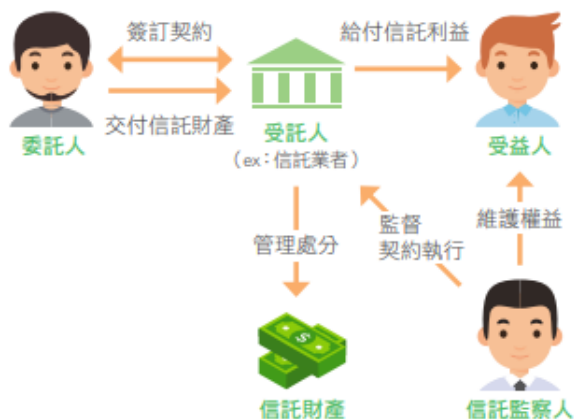 簽訂契約
給付信託利益
交付信託財產
委託人
受託人
（ex：信託業者）
受益人
管理處分
監督
契約執行
維護權益
信託財產
信託監察人